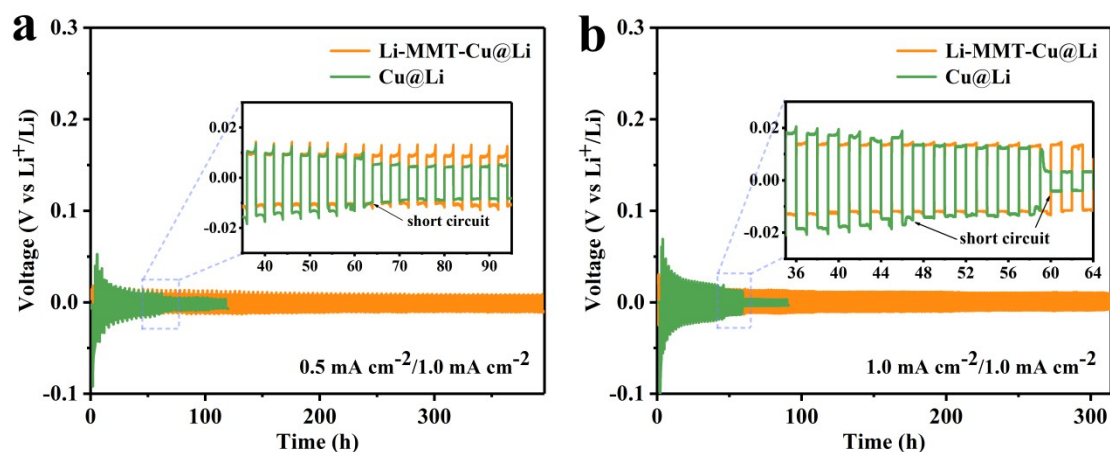 a
Li-MMT-Cu@Li
Cu@Li
Voltage (V vs Li⁺/Li)
0.3
0.2
0.1
0.0
-0.1
0.02
0.00
-0.02
short circuit
40 50 60 70 80 90
0.5 mA cm⁻²/1.0 mA cm⁻²
0 100 200 300
Time (h)
b
Li-MMT-Cu@Li
Cu@Li
Voltage (V vs Li⁺/Li)
0.3
0.2
0.1
0.0
-0.1
0.02
0.00
-0.02
short circuit
36 40 44 48 52 56 60 64
1.0 mA cm⁻²/1.0 mA cm⁻²
0 100 200 300
Time (h)